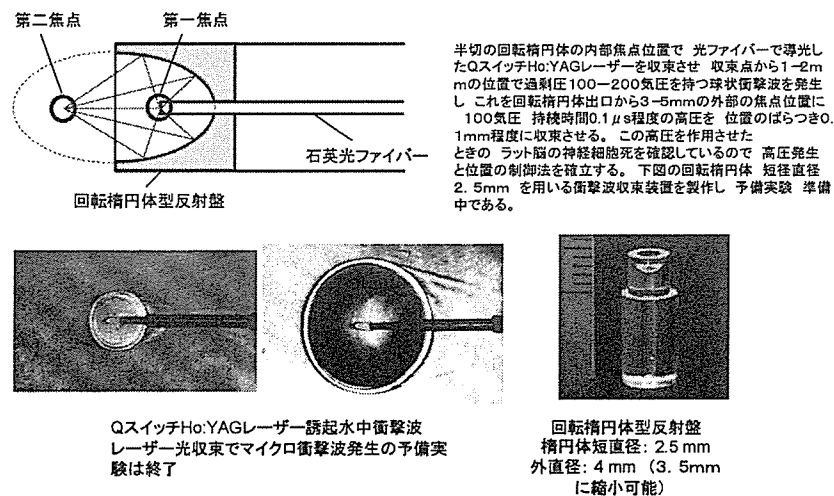 第二焦点
第一焦点
石英光ファイバー
回転楕円体型反射盤
半切の回転楕円体の内部焦点位置で 光ファイバーで導光し
たQスイッチHo:YAGレーザーを収束させ 収束点から1-2m
mの位置で過剰圧100-200気圧を持つ球状衝撃波を発生
し これを回転楕円体出口から3-5mmの外部の焦点位置に
100気圧 持続時間0.1μs程度の高圧を 位置のばらつき0.
1mm程度に収束させる。 この高圧を作用させた
ときの ラット脳の神経細胞死を確認しているので 高圧発生
と位置の制御法を確立する。 下図の回転楕円体 短径直径
2.5mm を用いる衝撃波収束装置を製作し 予備実験 準備
中である。
QスイッチHo:YAGレーザー誘起水中衝撃波
レーザー光収束でマイクロ衝撃波発生の予備実
験は終了
回転楕円体型反射盤
楕円体短直径: 2.5 mm
外直径: 4 mm (3.5mm
に縮小可能)